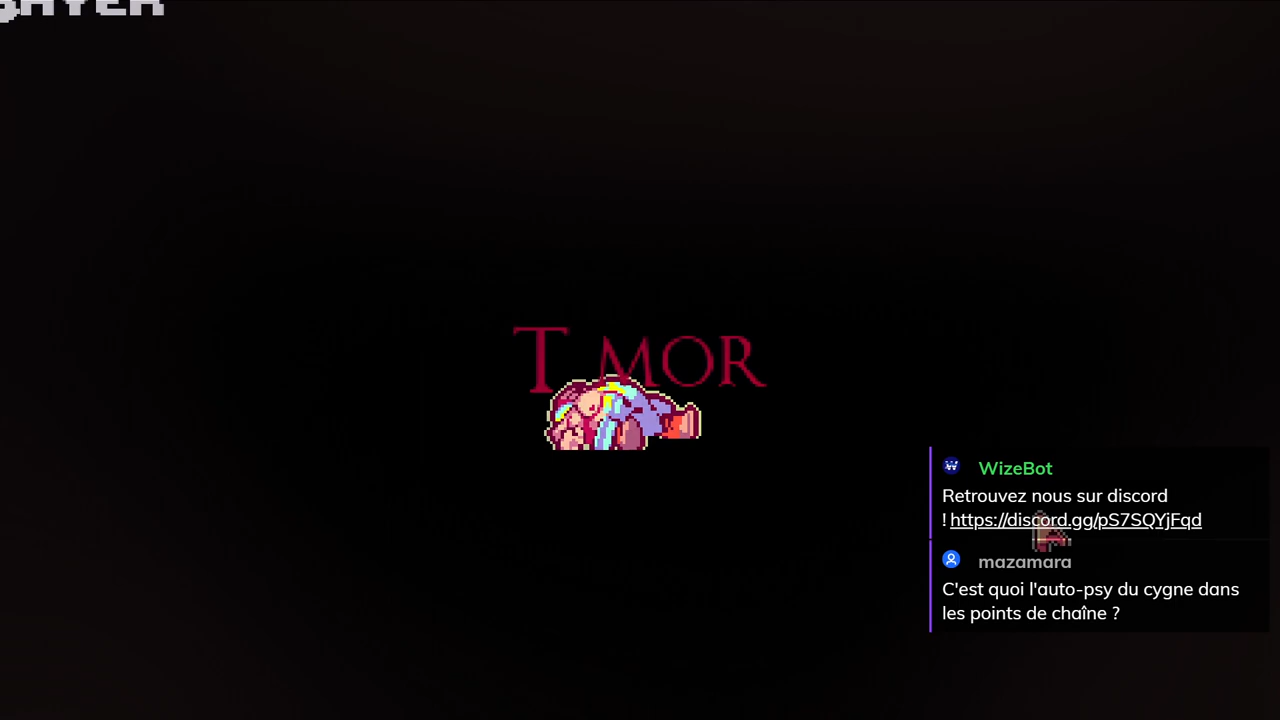 T MOR
WizeBot
Retrouvez nous sur discord
! https://discord.gg/pS7SQYjFqd
mazamara
C'est quoi l'auto-psy du cygne dans
les points de chaîne ?